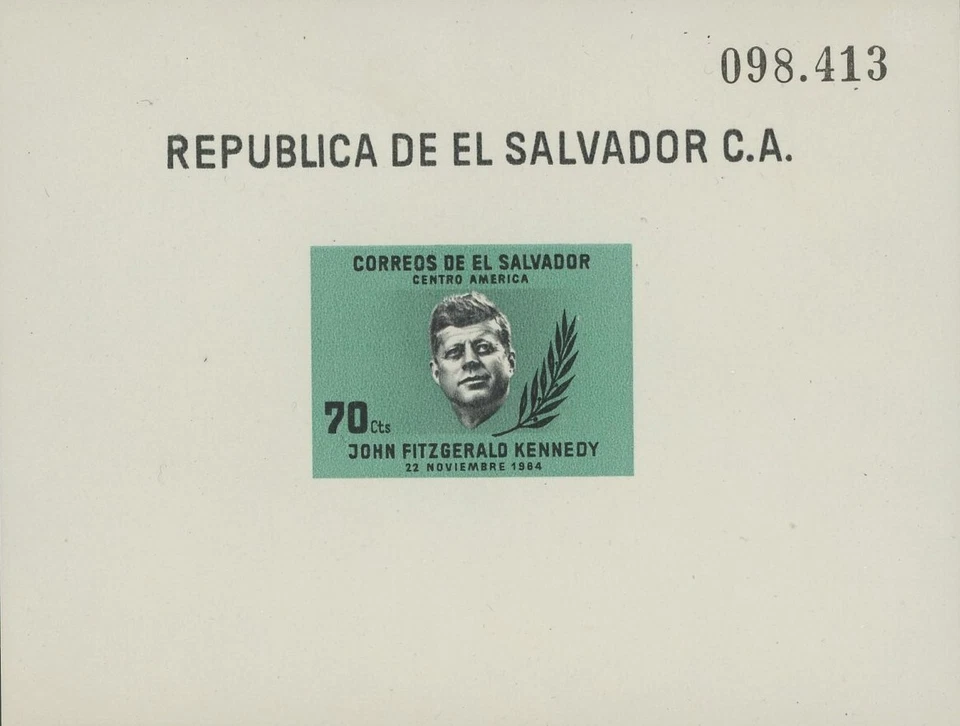 098.413
REPUBLICA DE EL SALVADOR C.A.
CORREOS DE EL SALVADOR
CENTRO AMERICA
70 Cts
JOHN FITZGERALD KENNEDY
22 NOVIEMBRE 1964